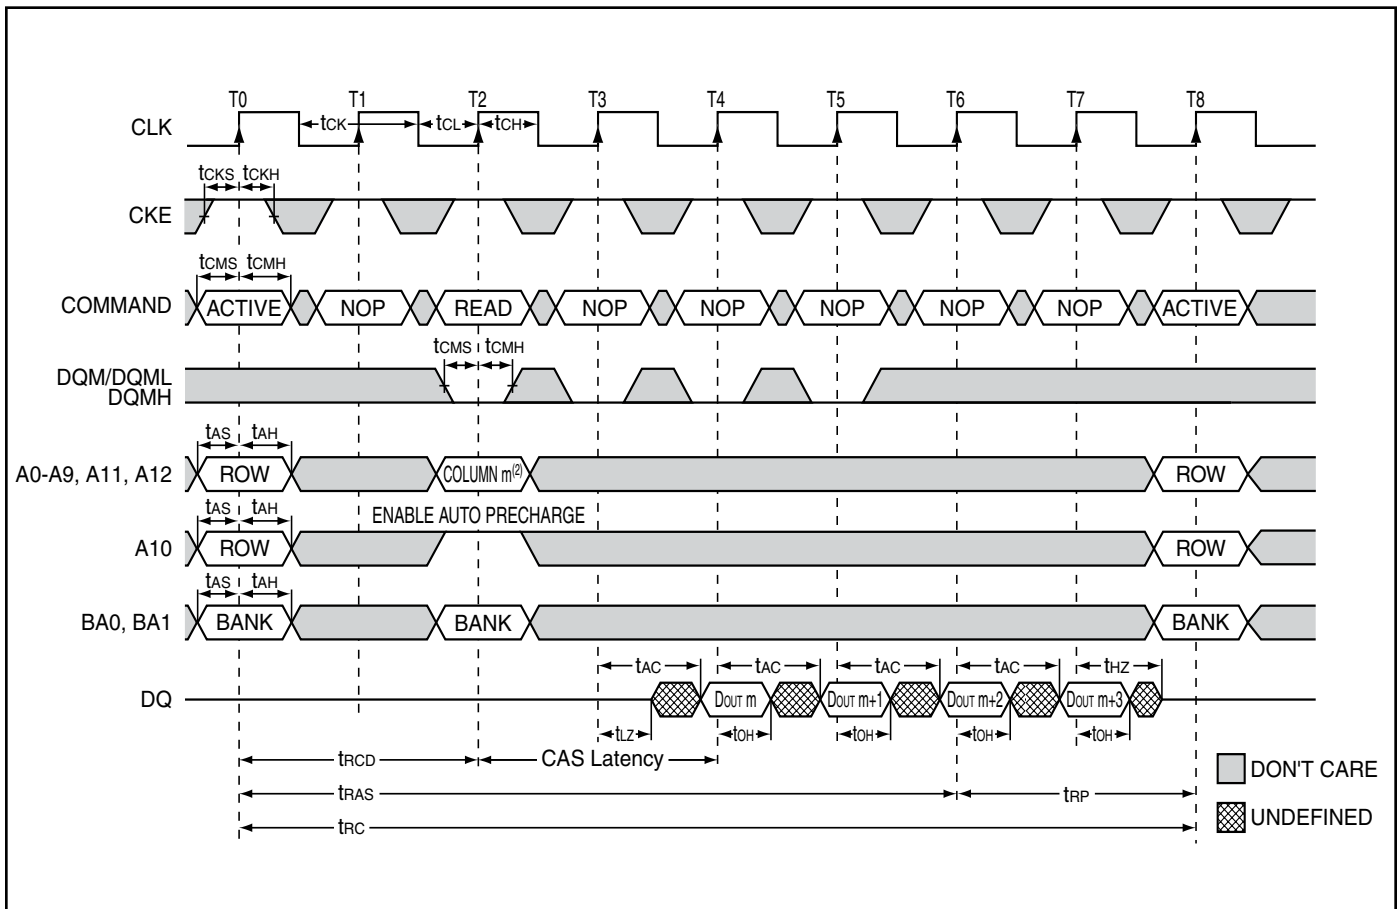 T0 T1 T2 T3 T4 T5 T6 T7 T8
CLK tCK tCL tCH
tCKS tCKH
CKE
tCMS tCMH
COMMAND ACTIVE NOP READ NOP NOP NOP NOP NOP ACTIVE
tCMS tCMH
DQM/DQML
DQMH
tAS tAH
A0-A9, A11, A12 ROW COLUMN m(2) ROW
tAS tAH ENABLE AUTO PRECHARGE
A10 ROW ROW
tAS tAH
BA0, BA1 BANK BANK BANK
tAC tAC tAC tAC tHZ
DQ DOUT m DOUT m+1 DOUT m+2 DOUT m+3
tLZ tOH tOH tOH tOH
tRCD CAS Latency
DON'T CARE
tRAS tRP
UNDEFINED
tRC